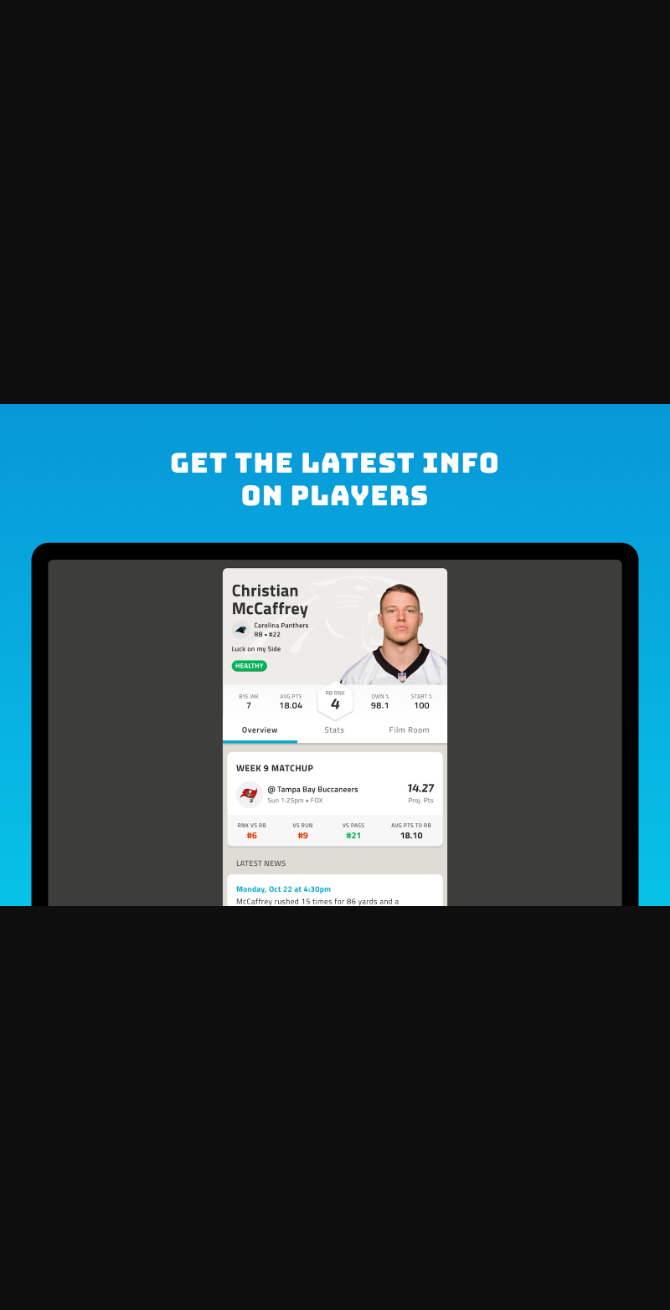 GET THE LATEST INFO
ON PLAYERS
Christian
McCaffrey
Carolina Panthers
RB • #22
Luck on my Side
HEALTHY
BYE WK AVG PTS RB RNK OWN % START %
7 18.04 4 98.1 100
Overview Stats Film Room
WEEK 9 MATCHUP
@ Tampa Bay Buccaneers 14.27
Sun 1:25pm • FOX Proj. Pts
RNK VS RB VS RUN VS PASS AVG PTS TO RB
#6 #9 #21 18.10
LATEST NEWS
Monday, Oct 22 at 4:30pm
McCaffrey rushed 15 times for 86 yards and a